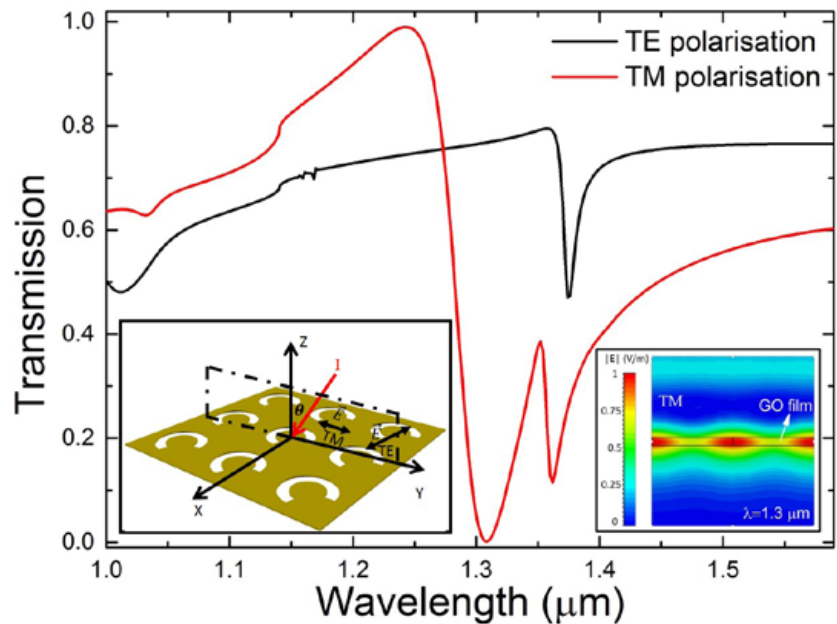 Transmission
1.0
0.8
0.6
0.4
0.2
0.0
TE polarisation
TM polarisation
Z
I
θ
E
TM
E
TE
X
Y
|E| (V/m)
1
0.75
0.5
0.25
0
TM
GO film
λ=1.3 μm
1.0 1.1 1.2 1.3 1.4 1.5
Wavelength (μm)